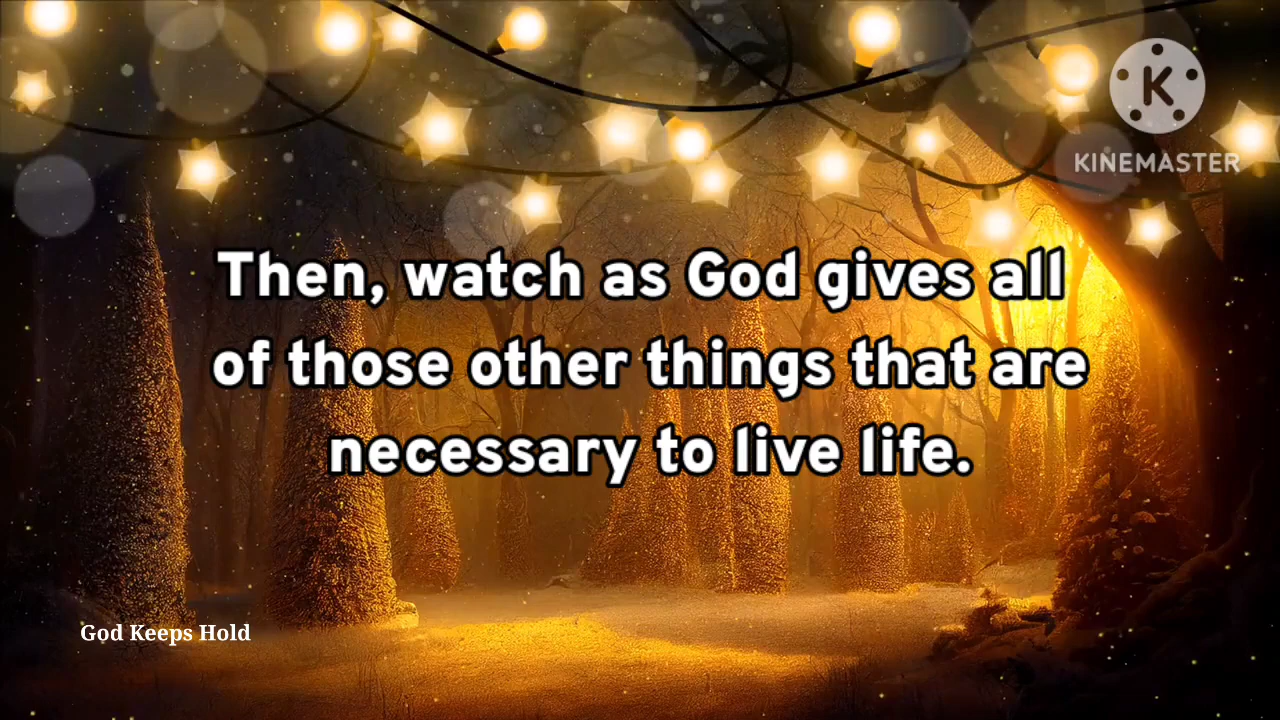 K
KINEMASTER
Then, watch as God gives all
of those other things that are
necessary to live life.
God Keeps Hold